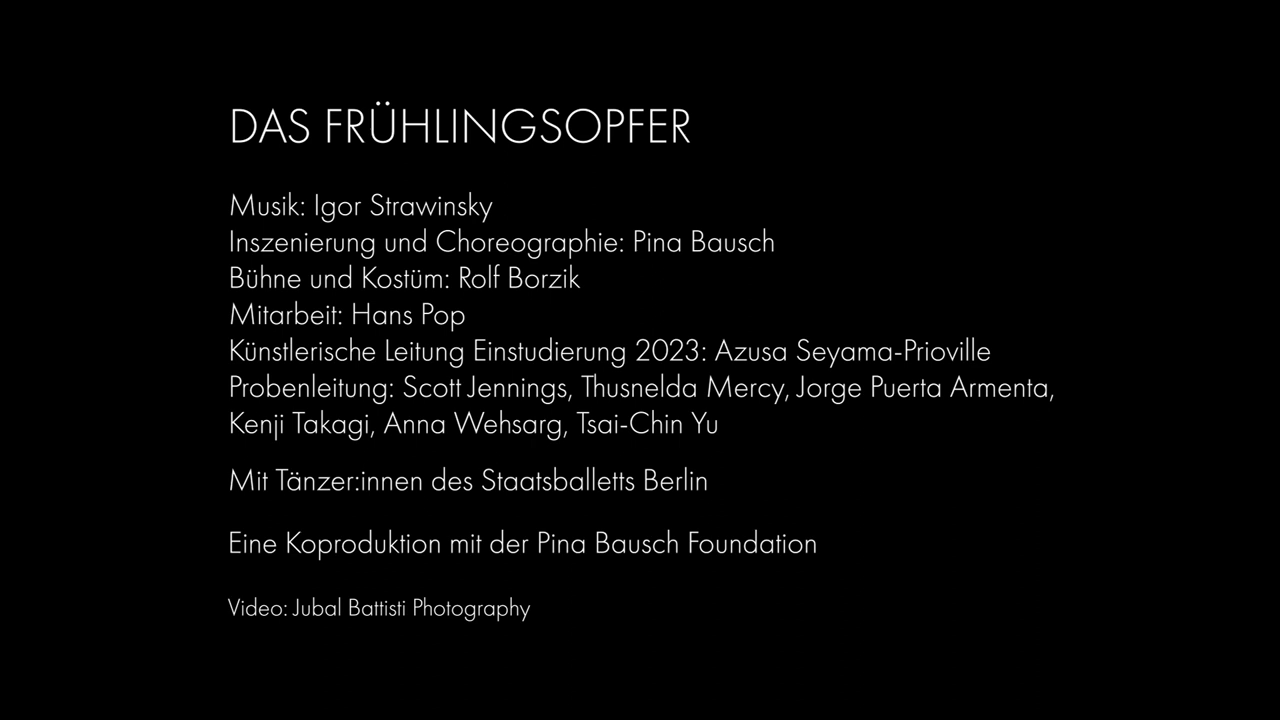 DAS FRÜHLINGSOPFER
Musik: Igor Strawinsky
Inszenierung und Choreographie: Pina Bausch
Bühne und Kostüm: Rolf Borzik
Mitarbeit: Hans Pop
Künstlerische Leitung Einstudierung 2023: Azusa Seyama-Prioville
Probenleitung: Scott Jennings, Thusnelda Mercy, Jorge Puerta Armenta,
Kenji Takagi, Anna Wehsarg, Tsai-Chin Yu
Mit Tänzer:innen des Staatsballetts Berlin
Eine Koproduktion mit der Pina Bausch Foundation
Video: Jubal Battisti Photography